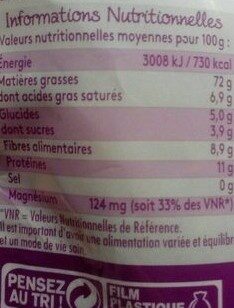 Informations Nutritionnelles
Valeurs nutritionnelles moyennes pour 100g :
Énergie 3008 kJ / 730 kcal
Matières grasses 72 g
dont acides gras saturés 6,9 g
Glucides 5,0 g
dont sucres 3,9 g
Fibres alimentaires 8,9 g
Protéines 11 g
Sel 0 g
Magnésium 124 mg (soit 33% des VNR*)
*VNR = Valeurs Nutritionnelles de Référence.
Il est important d'avoir une alimentation variée et équilibr
et un mode de vie sain
PENSEZ
AU TRI !
FILM
PLASTIQUE